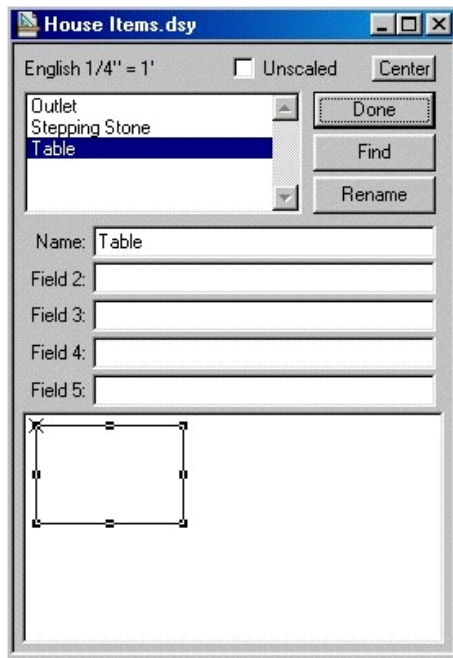 House Items.dsy
English 1/4" = 1' Unscaled Center
Outlet
Stepping Stone
Table
Done
Find
Rename
Name: Table
Field 2:
Field 3:
Field 4:
Field 5: